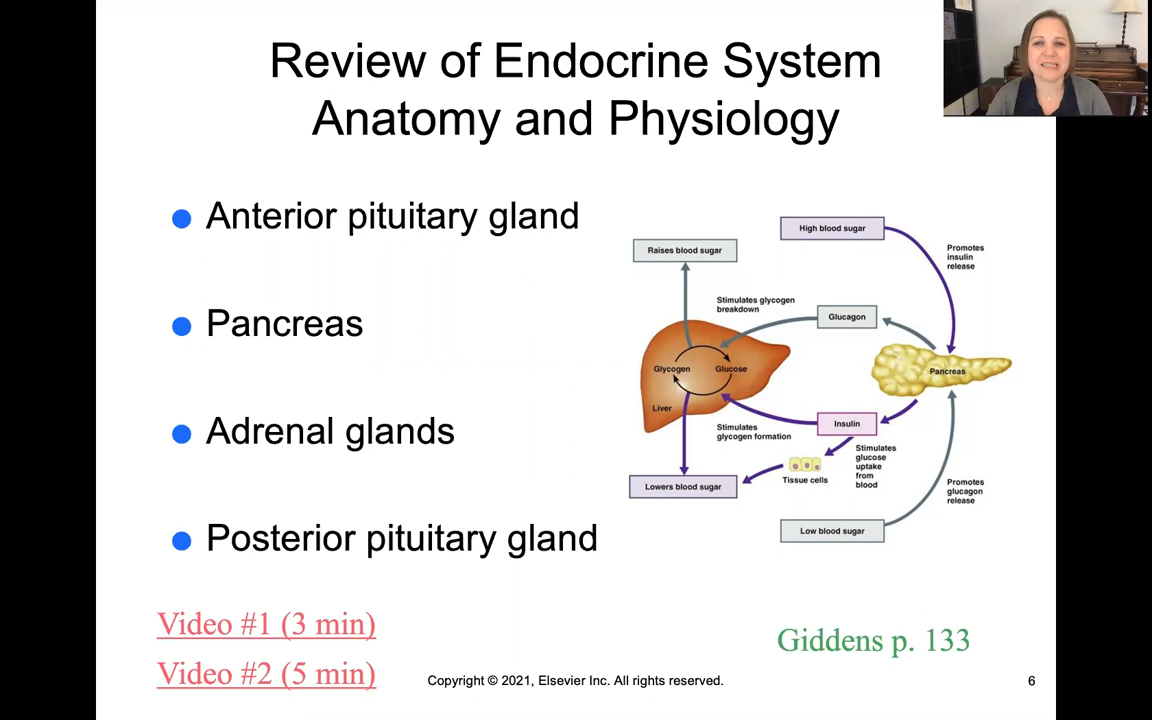 Review of Endocrine System
Anatomy and Physiology
Anterior pituitary gland
Pancreas
Adrenal glands
Posterior pituitary gland
High blood sugar
Raises blood sugar
Promotes
insulin
release
Stimulates glycogen
breakdown
Glucagon
Glycogen
Glucose
Pancreas
Liver
Stimulates
glycogen formation
Insulin
Stimulates
glucose
uptake
from
blood
Tissue cells
Lowers blood sugar
Promotes
glucagon
release
Low blood sugar
Video #1 (3 min)
Video #2 (5 min)
Giddens p. 133
Copyright © 2021, Elsevier Inc. All rights reserved.
6